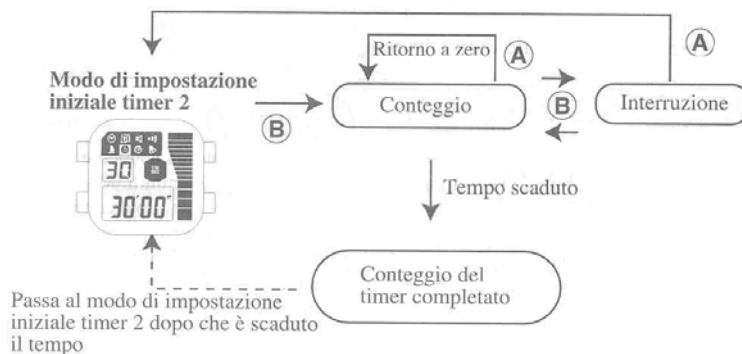 Ritorno a zero
A
A
Modo di impostazione
iniziale timer 2
B
Conteggio
B
Interruzione
30
30'00"
Tempo scaduto
Conteggio del
timer completato
Passa al modo di impostazione
iniziale timer 2 dopo che è scaduto
il tempo